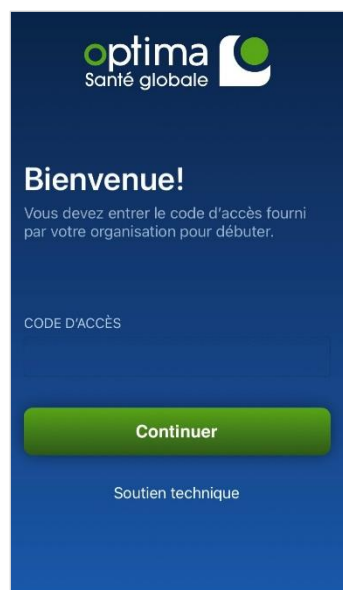 optima
Santé globale
Bienvenue!
Vous devez entrer le code d'accès fourni
par votre organisation pour débuter.
CODE D'ACCÈS
Continuer
Soutien technique